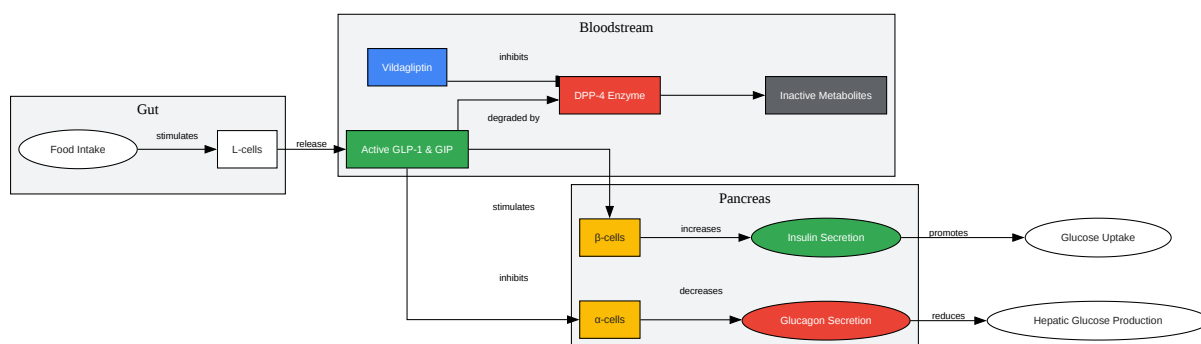 Bloodstream
Vildagliptin
inhibits
DPP-4 Enzyme
Inactive Metabolites
Gut
degraded by
Food Intake
stimulates
L-cells
release
Active GLP-1 & GIP
Pancreas
stimulates
β-cells
increases
Insulin Secretion
promotes
Glucose Uptake
inhibits
α-cells
decreases
Glucagon Secretion
reduces
Hepatic Glucose Production